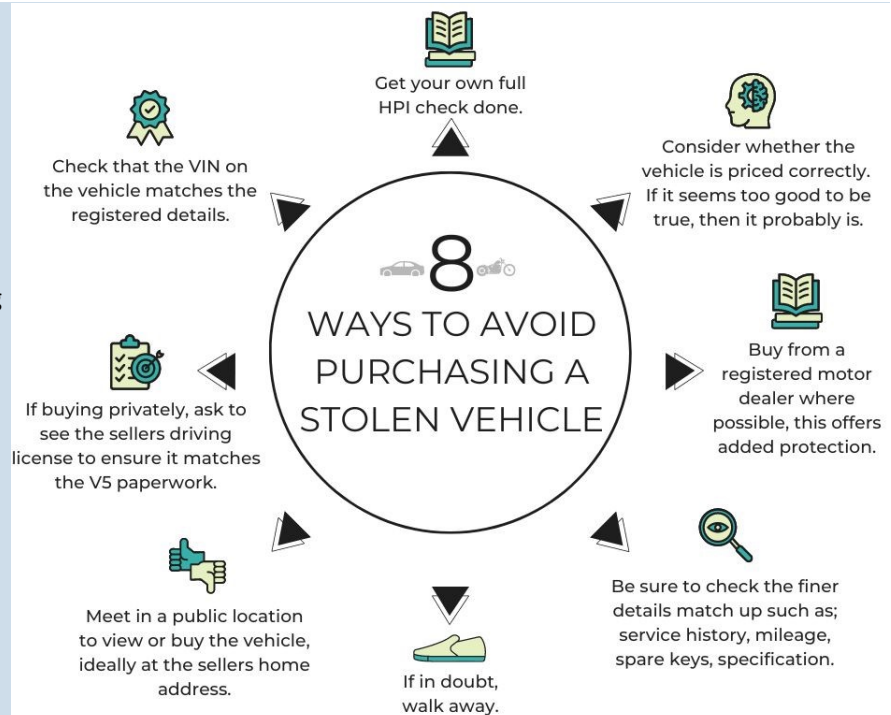 8
WAYS TO AVOID
PURCHASING A
STOLEN VEHICLE
Get your own full
HPI check done.
Consider whether the
vehicle is priced correctly.
If it seems too good to be
true, then it probably is.
Buy from a
registered motor
dealer where
possible, this offers
added protection.
Be sure to check the finer
details match up such as;
service history, mileage,
spare keys, specification.
If in doubt,
walk away.
Meet in a public location
to view or buy the vehicle,
ideally at the sellers home
address.
If buying privately, ask to
see the sellers driving
license to ensure it matches
the V5 paperwork.
Check that the VIN on
the vehicle matches the
registered details.